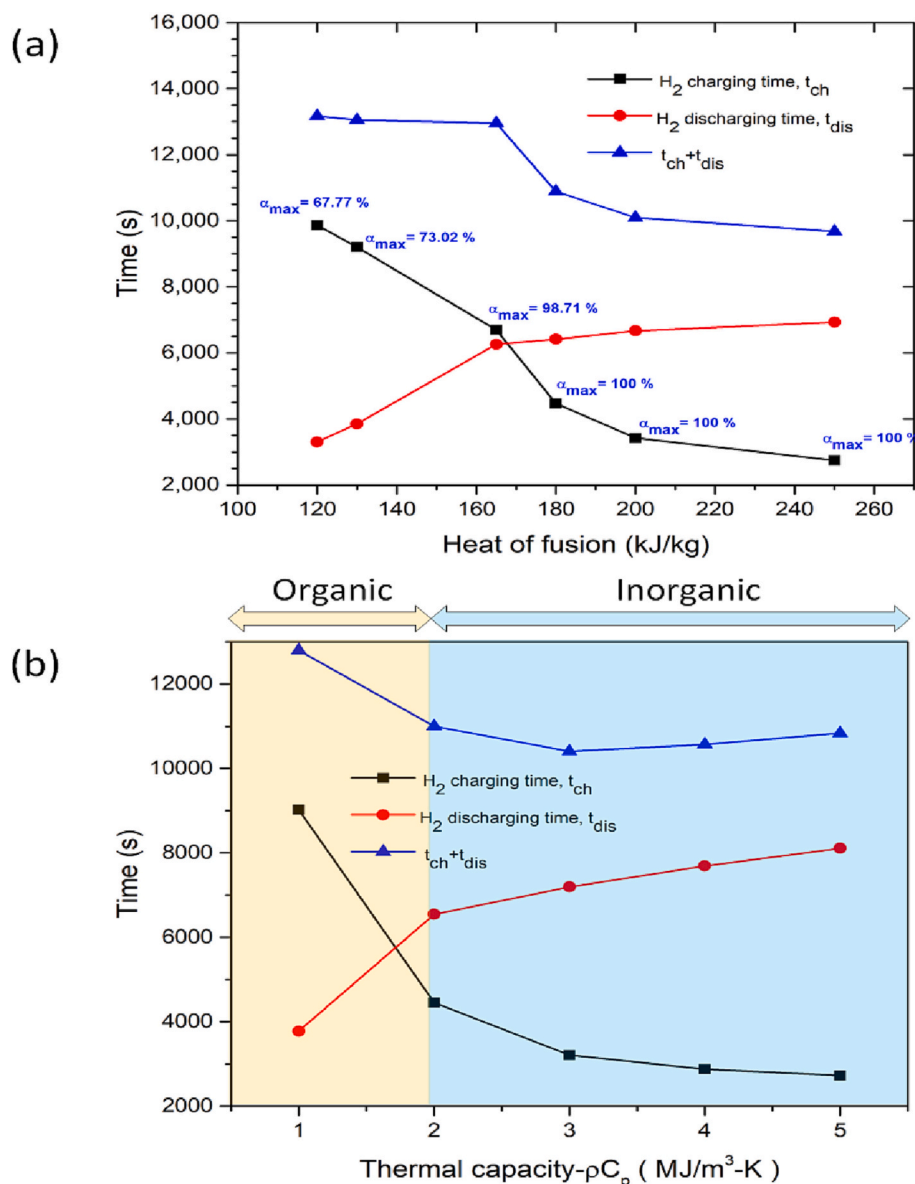 (a)
16,000
14,000
12,000
10,000
8,000
6,000
4,000
2,000
Time (s)
H2 charging time, tch
H2 discharging time, tdis
tch+tdis
αmax= 67.77 %
αmax= 73.02 %
αmax= 98.71 %
αmax= 100 %
αmax= 100 %
αmax= 100 %
100 120 140 160 180 200 220 240 260
Heat of fusion (kJ/kg)
Organic Inorganic
(b)
12000
10000
8000
6000
4000
2000
Time (s)
H2 charging time, tch
H2 discharging time, tdis
tch+tdis
1 2 3 4 5
Thermal capacity-ρCp ( MJ/m³-K )